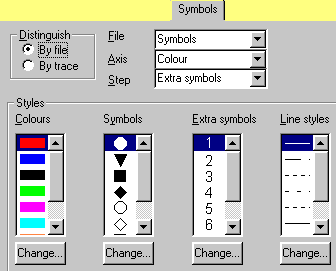 Symbols
Distinguish
By file
By trace
File Symbols
Axis Colour
Step Extra symbols
Styles
Colours Symbols Extra symbols Line styles
1
2
3
4
5
6
Change... Change... Change... Change...